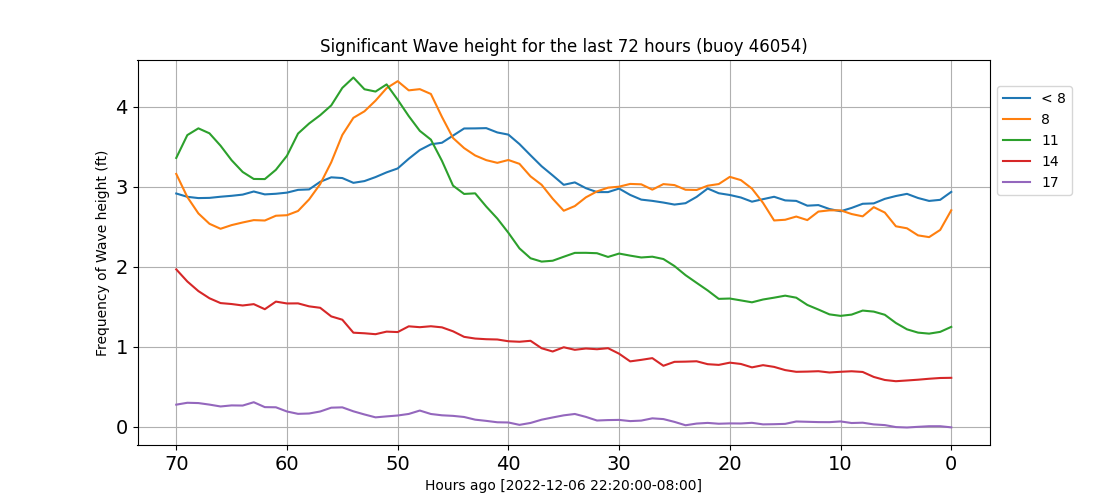 Significant Wave height for the last 72 hours (buoy 46054)
Frequency of Wave height (ft)
4
3
2
1
0
70 60 50 40 30 20 10 0
Hours ago [2022-12-06 22:20:00-08:00]
< 8
8
11
14
17